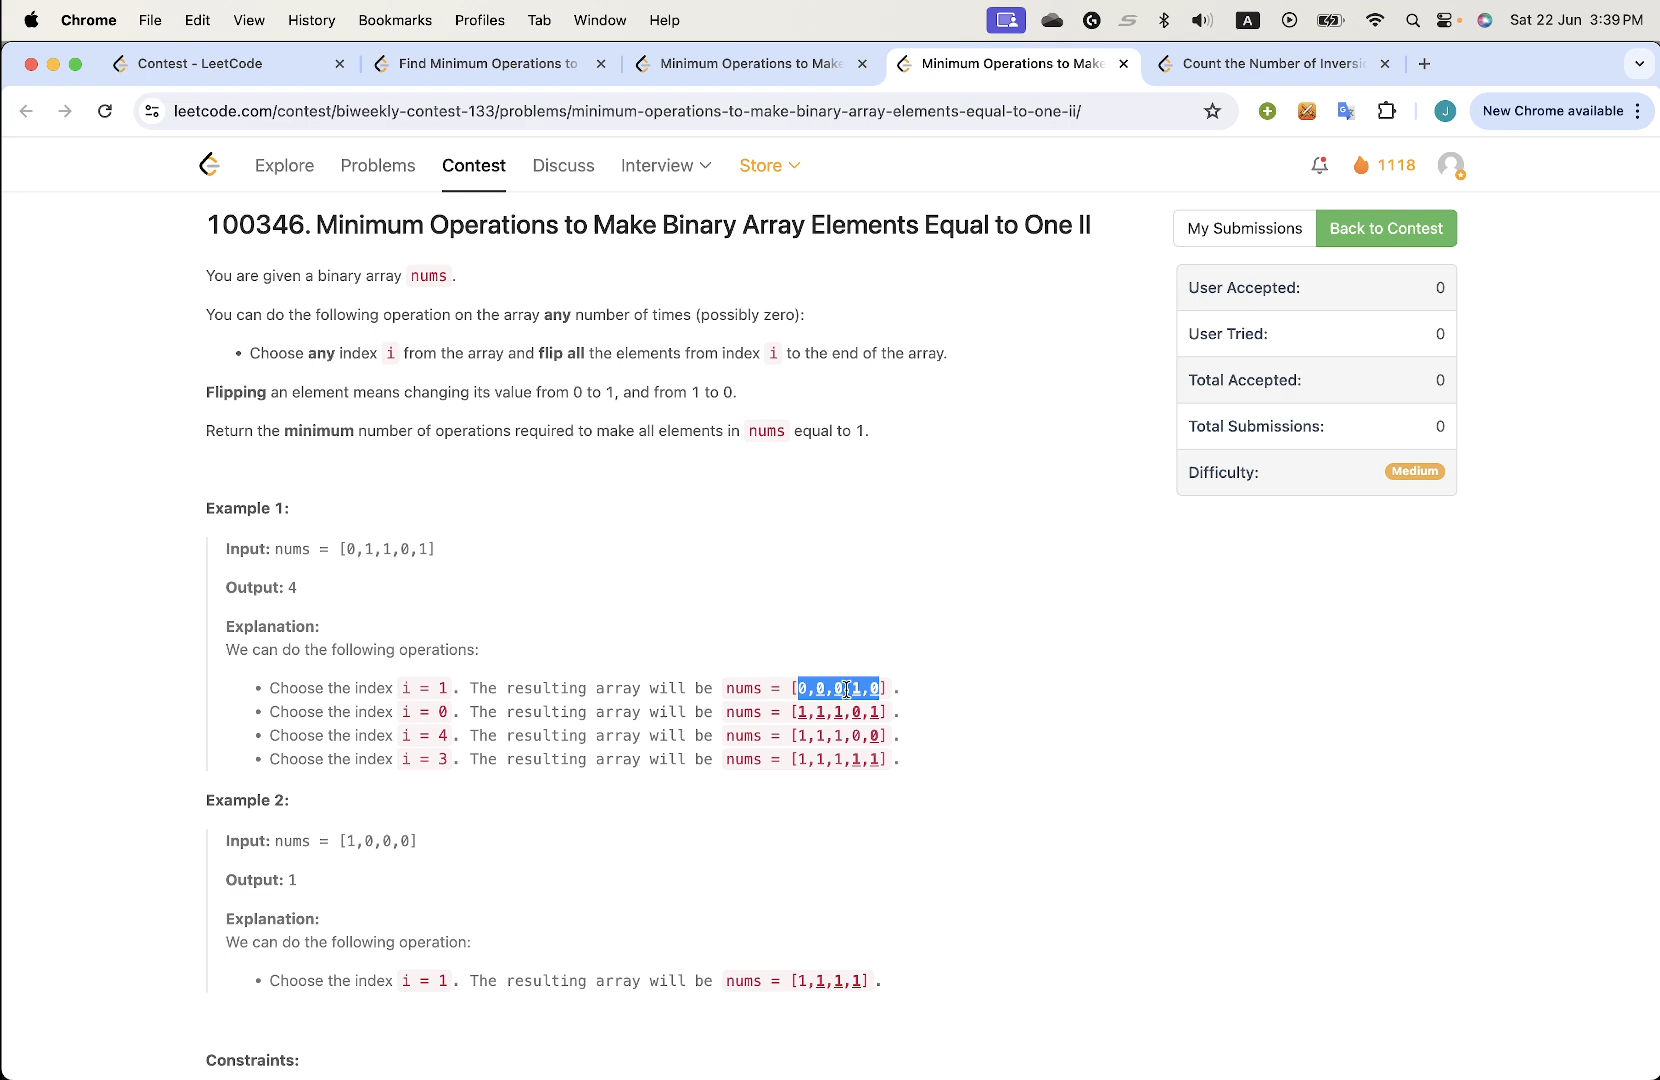 Chrome File Edit View History Bookmarks Profiles Tab Window Help A Sat 22 Jun 3:39 PM
Contest - LeetCode Find Minimum Operations to Minimum Operations to Make Minimum Operations to Make Count the Number of Inversi
leetcode.com/contest/biweekly-contest-133/problems/minimum-operations-to-make-binary-array-elements-equal-to-one-ii/ J New Chrome available
Explore Problems Contest Discuss Interview Store 1118
100346. Minimum Operations to Make Binary Array Elements Equal to One II
My Submissions Back to Contest
You are given a binary array nums .
User Accepted: 0
You can do the following operation on the array any number of times (possibly zero):
User Tried: 0
• Choose any index i from the array and flip all the elements from index i to the end of the array.
Total Accepted: 0
Flipping an element means changing its value from 0 to 1, and from 1 to 0.
Total Submissions: 0
Return the minimum number of operations required to make all elements in nums equal to 1.
Difficulty: Medium
Example 1:
Input: nums = [0,1,1,0,1]
Output: 4
Explanation:
We can do the following operations:
• Choose the index i = 1. The resulting array will be nums = [0,0,0,1,0] .
• Choose the index i = 0. The resulting array will be nums = [1,1,1,0,1] .
• Choose the index i = 4. The resulting array will be nums = [1,1,1,0,0] .
• Choose the index i = 3. The resulting array will be nums = [1,1,1,1,1] .
Example 2:
Input: nums = [1,0,0,0]
Output: 1
Explanation:
We can do the following operation:
• Choose the index i = 1. The resulting array will be nums = [1,1,1,1] .
Constraints: